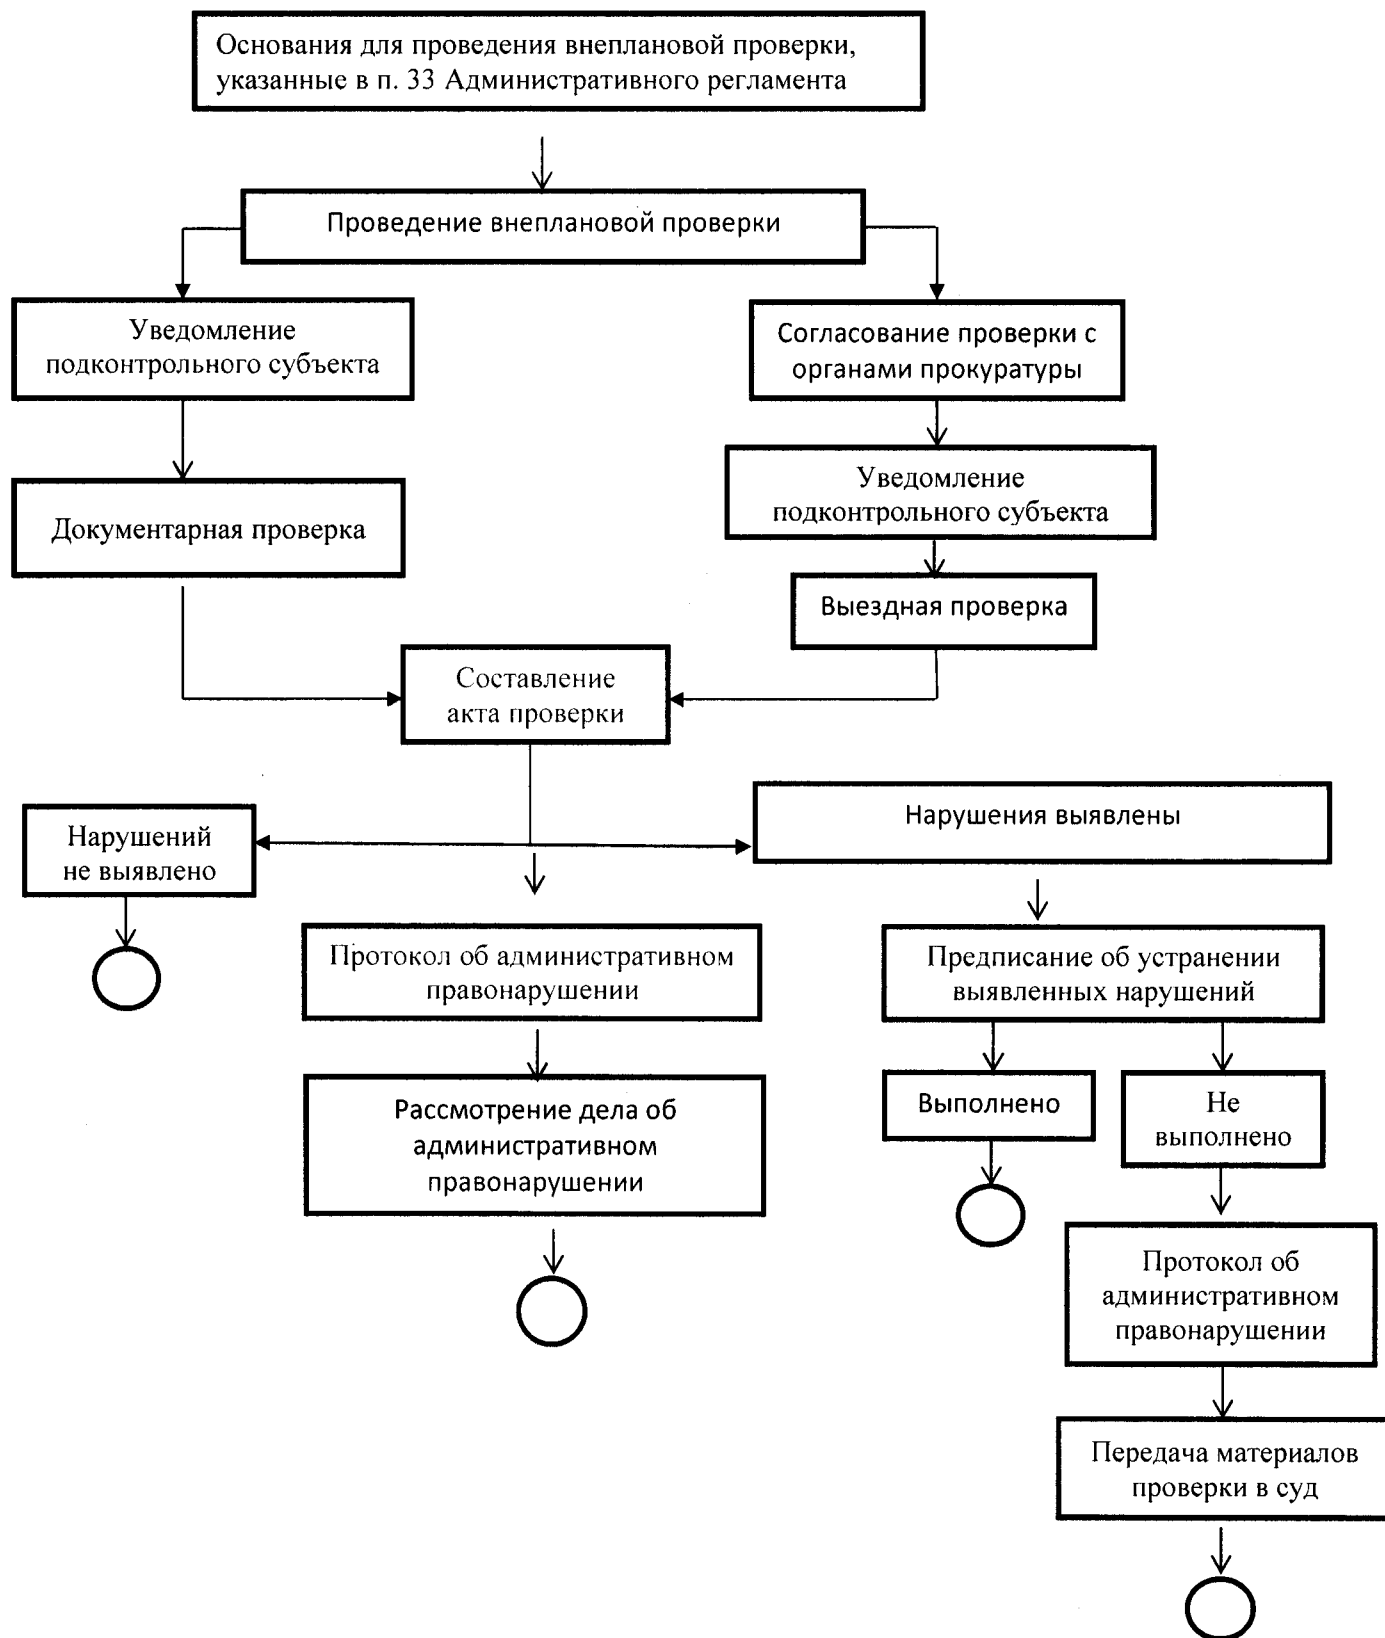 Основания для проведения внеплановой проверки,
указанные в п. 33 Административного регламента
Проведение внеплановой проверки
Уведомление
подконтрольного субъекта
Согласование проверки с
органами прокуратуры
Уведомление
подконтрольного субъекта
Документарная проверка
Выездная проверка
Составление
акта проверки
Нарушения выявлены
Нарушений
не выявлено
Протокол об административном
правонарушении
Предписание об устранении
выявленных нарушений
Рассмотрение дела об
административном
правонарушении
Выполнено
Не
выполнено
Протокол об
административном
правонарушении
Передача материалов
проверки в суд